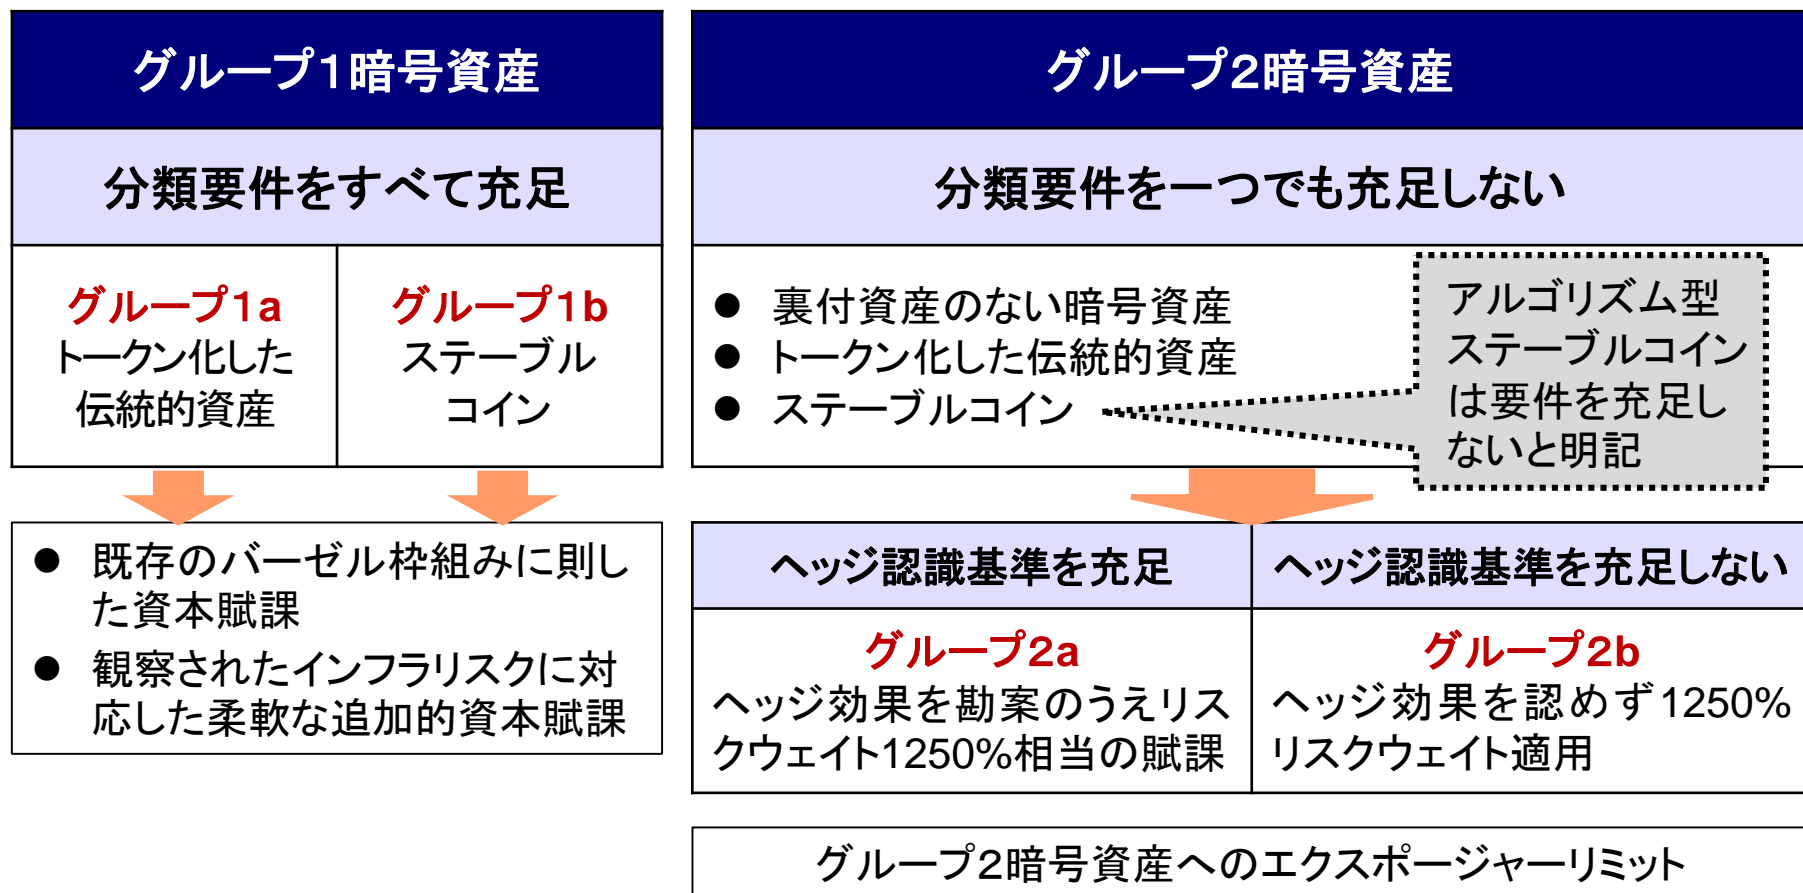 グループ1暗号資産
分類要件をすべて充足
グループ1a
トークン化した
伝統的資産
グループ1b
ステーブル
コイン
● 既存のバーゼル枠組みに則し
た資本賦課
● 観察されたインフラリスクに対
応した柔軟な追加的資本賦課
グループ2暗号資産
分類要件を一つでも充足しない
● 裏付資産のない暗号資産
● トークン化した伝統的資産
● ステーブルコイン
アルゴリズム型
ステーブルコイン
は要件を充足し
ないと明記
ヘッジ認識基準を充足
グループ2a
ヘッジ効果を勘案のうえリス
クウェイト1250%相当の賦課
ヘッジ認識基準を充足しない
グループ2b
ヘッジ効果を認めず1250%
リスクウェイト適用
グループ2暗号資産へのエクスポージャーリミット